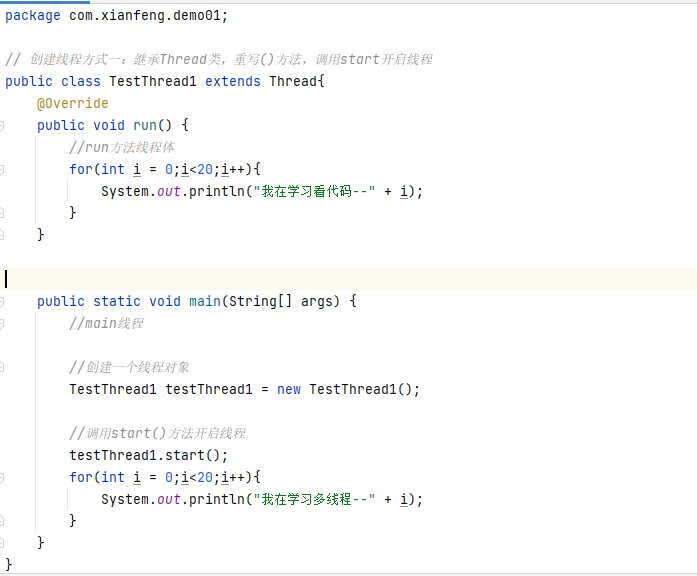 package com.xianfeng.demo01;
// 创建线程方式一：继承Thread类，重写()方法，调用start开启线程
public class TestThread1 extends Thread{
@Override
public void run() {
//run方法线程体
for(int i = 0;i<20;i++){
System.out.println("我在学习看代码--" + i);
}
}
public static void main(String[] args) {
//main线程
//创建一个线程对象
TestThread1 testThread1 = new TestThread1();
//调用start()方法开启线程
testThread1.start();
for(int i = 0;i<20;i++){
System.out.println("我在学习多线程--" + i);
}
}
}